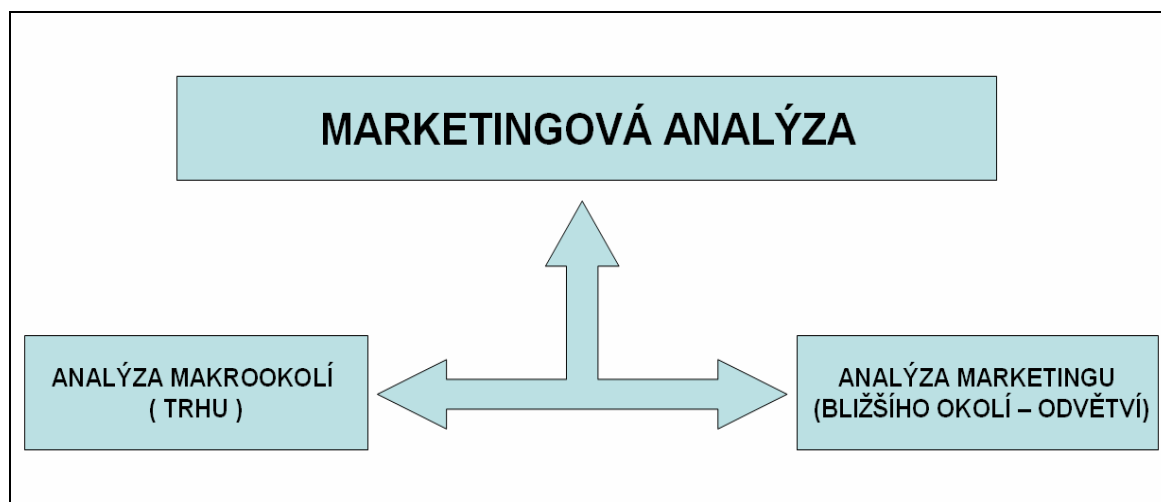 MARKETINGOVÁ ANALÝZA
ANALÝZA MAKROOKOLÍ
( TRHU )
ANALÝZA MARKETINGU
(BLIŽŠÍHO OKOLÍ – ODVĚTVÍ)